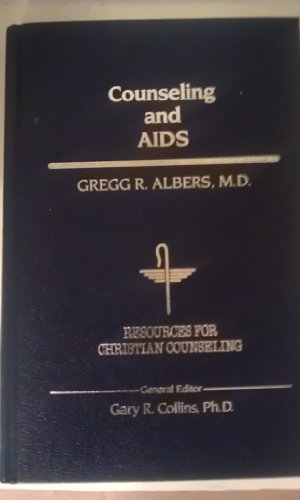 Counseling
and
AIDS
GREGG R. ALBERS, M.D.
RESOURCES FOR
CHRISTIAN COUNSELING
General Editor
Gary R. Collins, Ph.D.